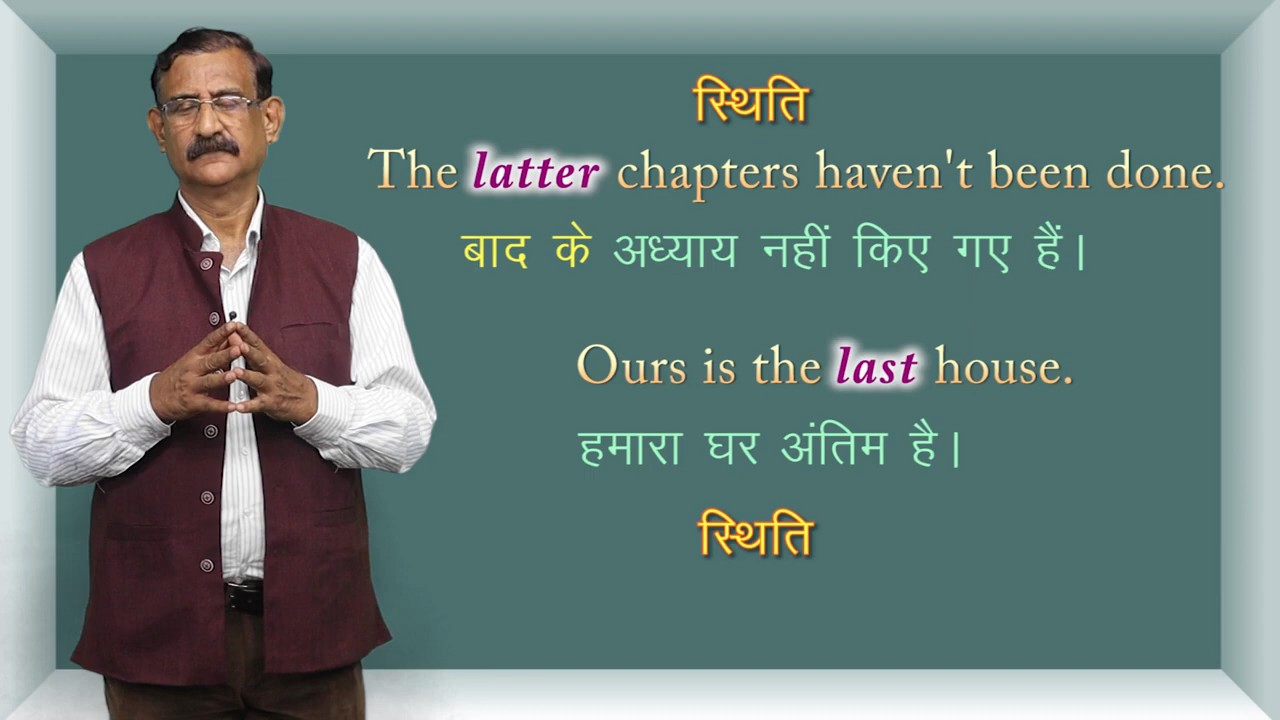 स्थिति
The latter chapters haven't been done.
बाद के अध्याय नहीं किए गए हैं।
Ours is the last house.
हमारा घर अंतिम है।
स्थिति